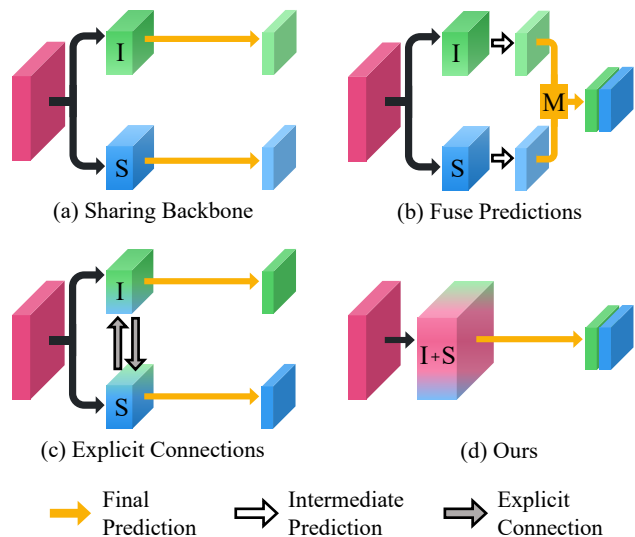 I
S
(a) Sharing Backbone
I
M
S
(b) Fuse Predictions
I
S
(c) Explicit Connections
I+S
(d) Ours
Final
Prediction
Intermediate
Prediction
Explicit
Connection